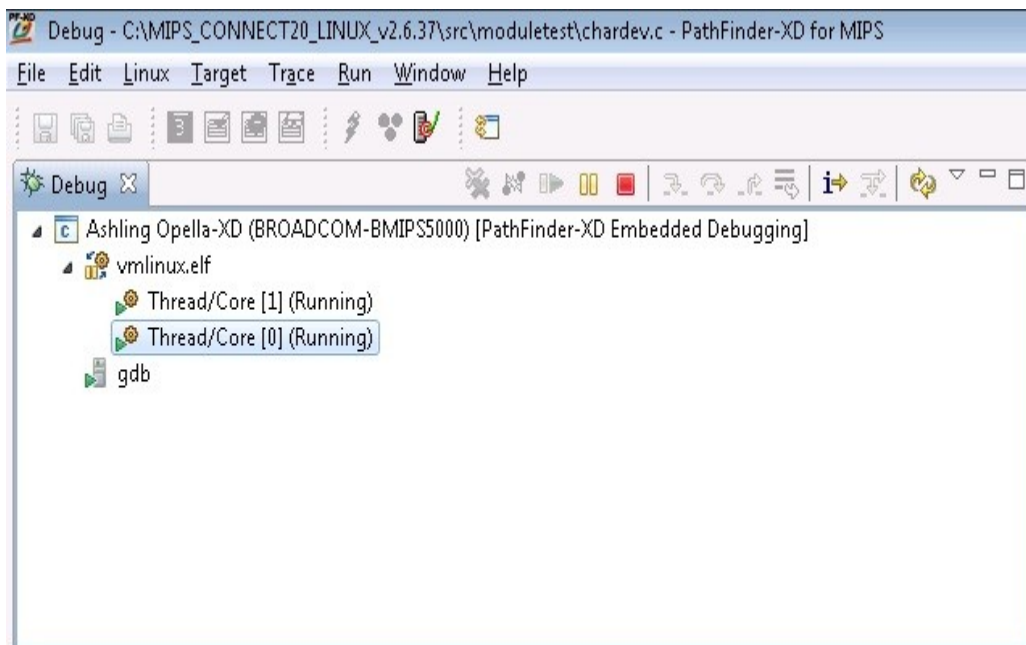 Debug - C:\MIPS_CONNECT20_LINUX_v2.6.37\src\moduletest\chardev.c - PathFinder-XD for MIPS
File Edit Linux Target Trace Run Window Help
Debug
Ashling Opella-XD (BROADCOM-BMIPS5000) [PathFinder-XD Embedded Debugging]
vmlinux.elf
Thread/Core [1] (Running)
Thread/Core [0] (Running)
gdb